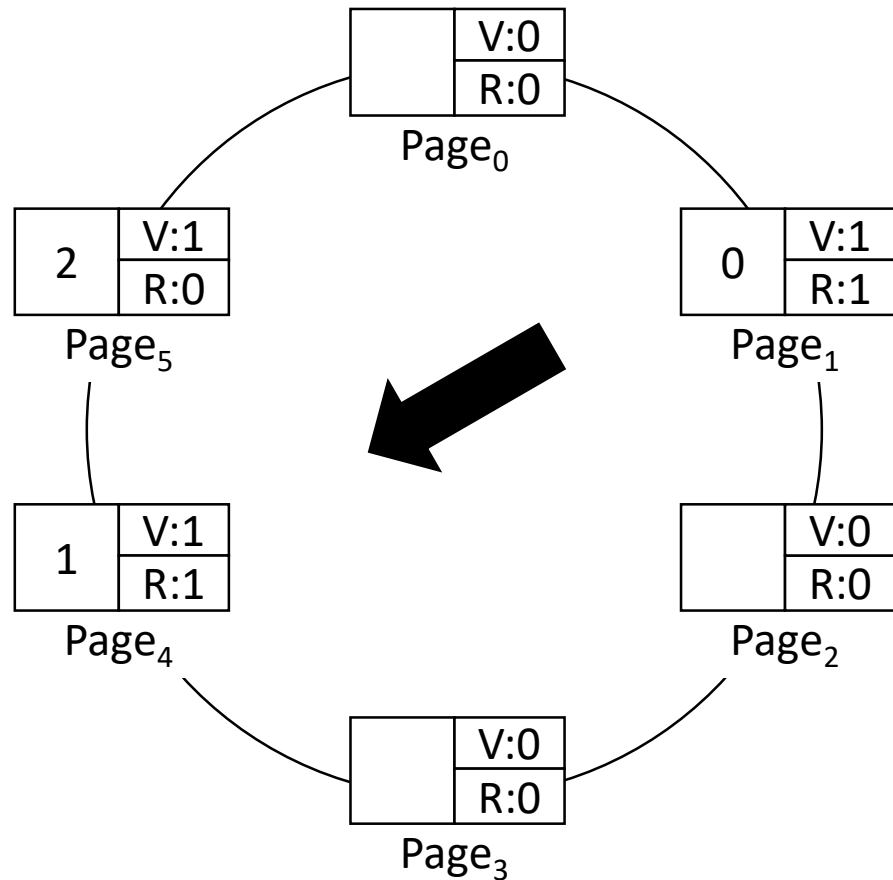 V:0
R:0
Page₀
2 V:1
R:0
Page₅
0 V:1
R:1
Page₁
1 V:1
R:1
Page₄
V:0
R:0
Page₂
V:0
R:0
Page₃